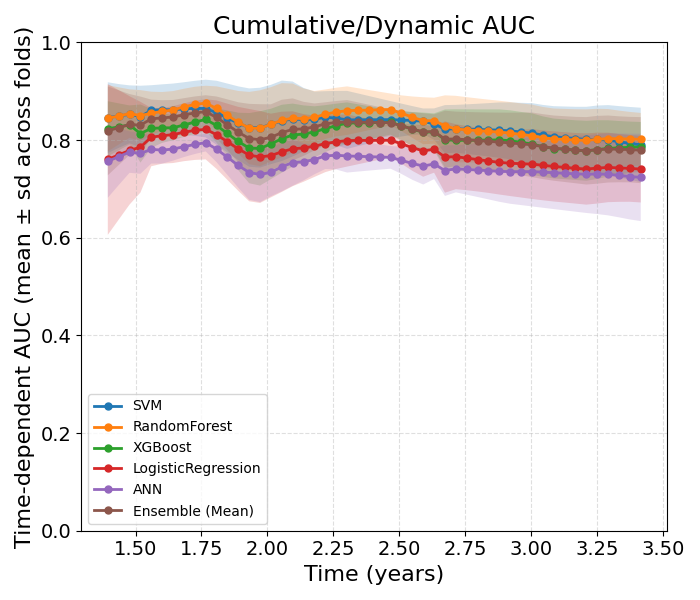 Cumulative/Dynamic AUC
Time-dependent AUC (mean ± sd across folds)
1.0
0.8
0.6
0.4
0.2
0.0
SVM
RandomForest
XGBoost
LogisticRegression
ANN
Ensemble (Mean)
1.50 1.75 2.00 2.25 2.50 2.75 3.00 3.25 3.50
Time (years)